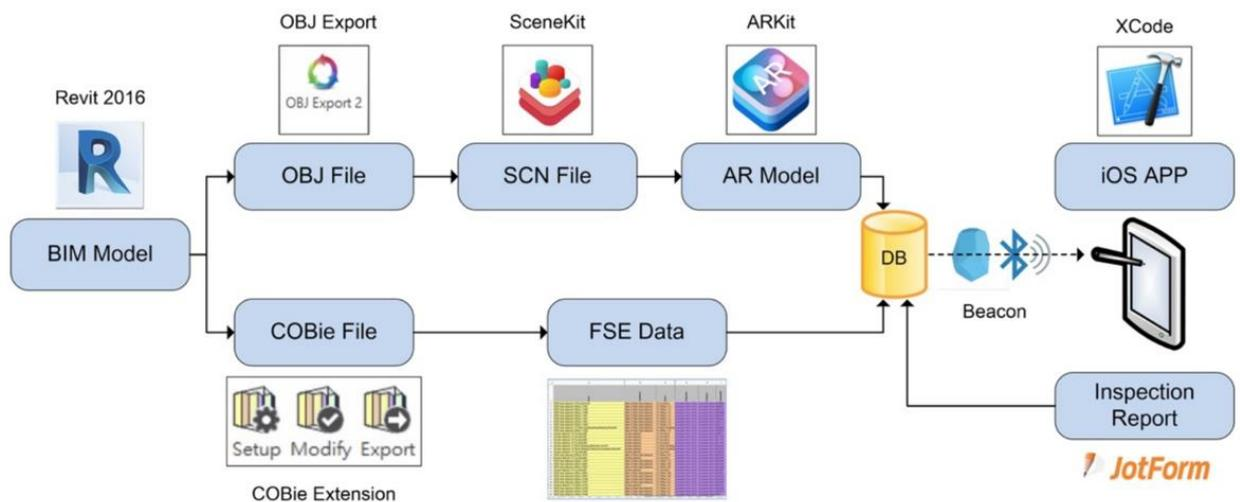 OBJ Export
SceneKit
ARKit
XCode
OBJ Export 2
AR
Revit 2016
R
OBJ File
SCN File
AR Model
iOS APP
BIM Model
DB
Beacon
COBie File
FSE Data
Setup Modify Export
COBie Extension
Inspection
Report
JotForm